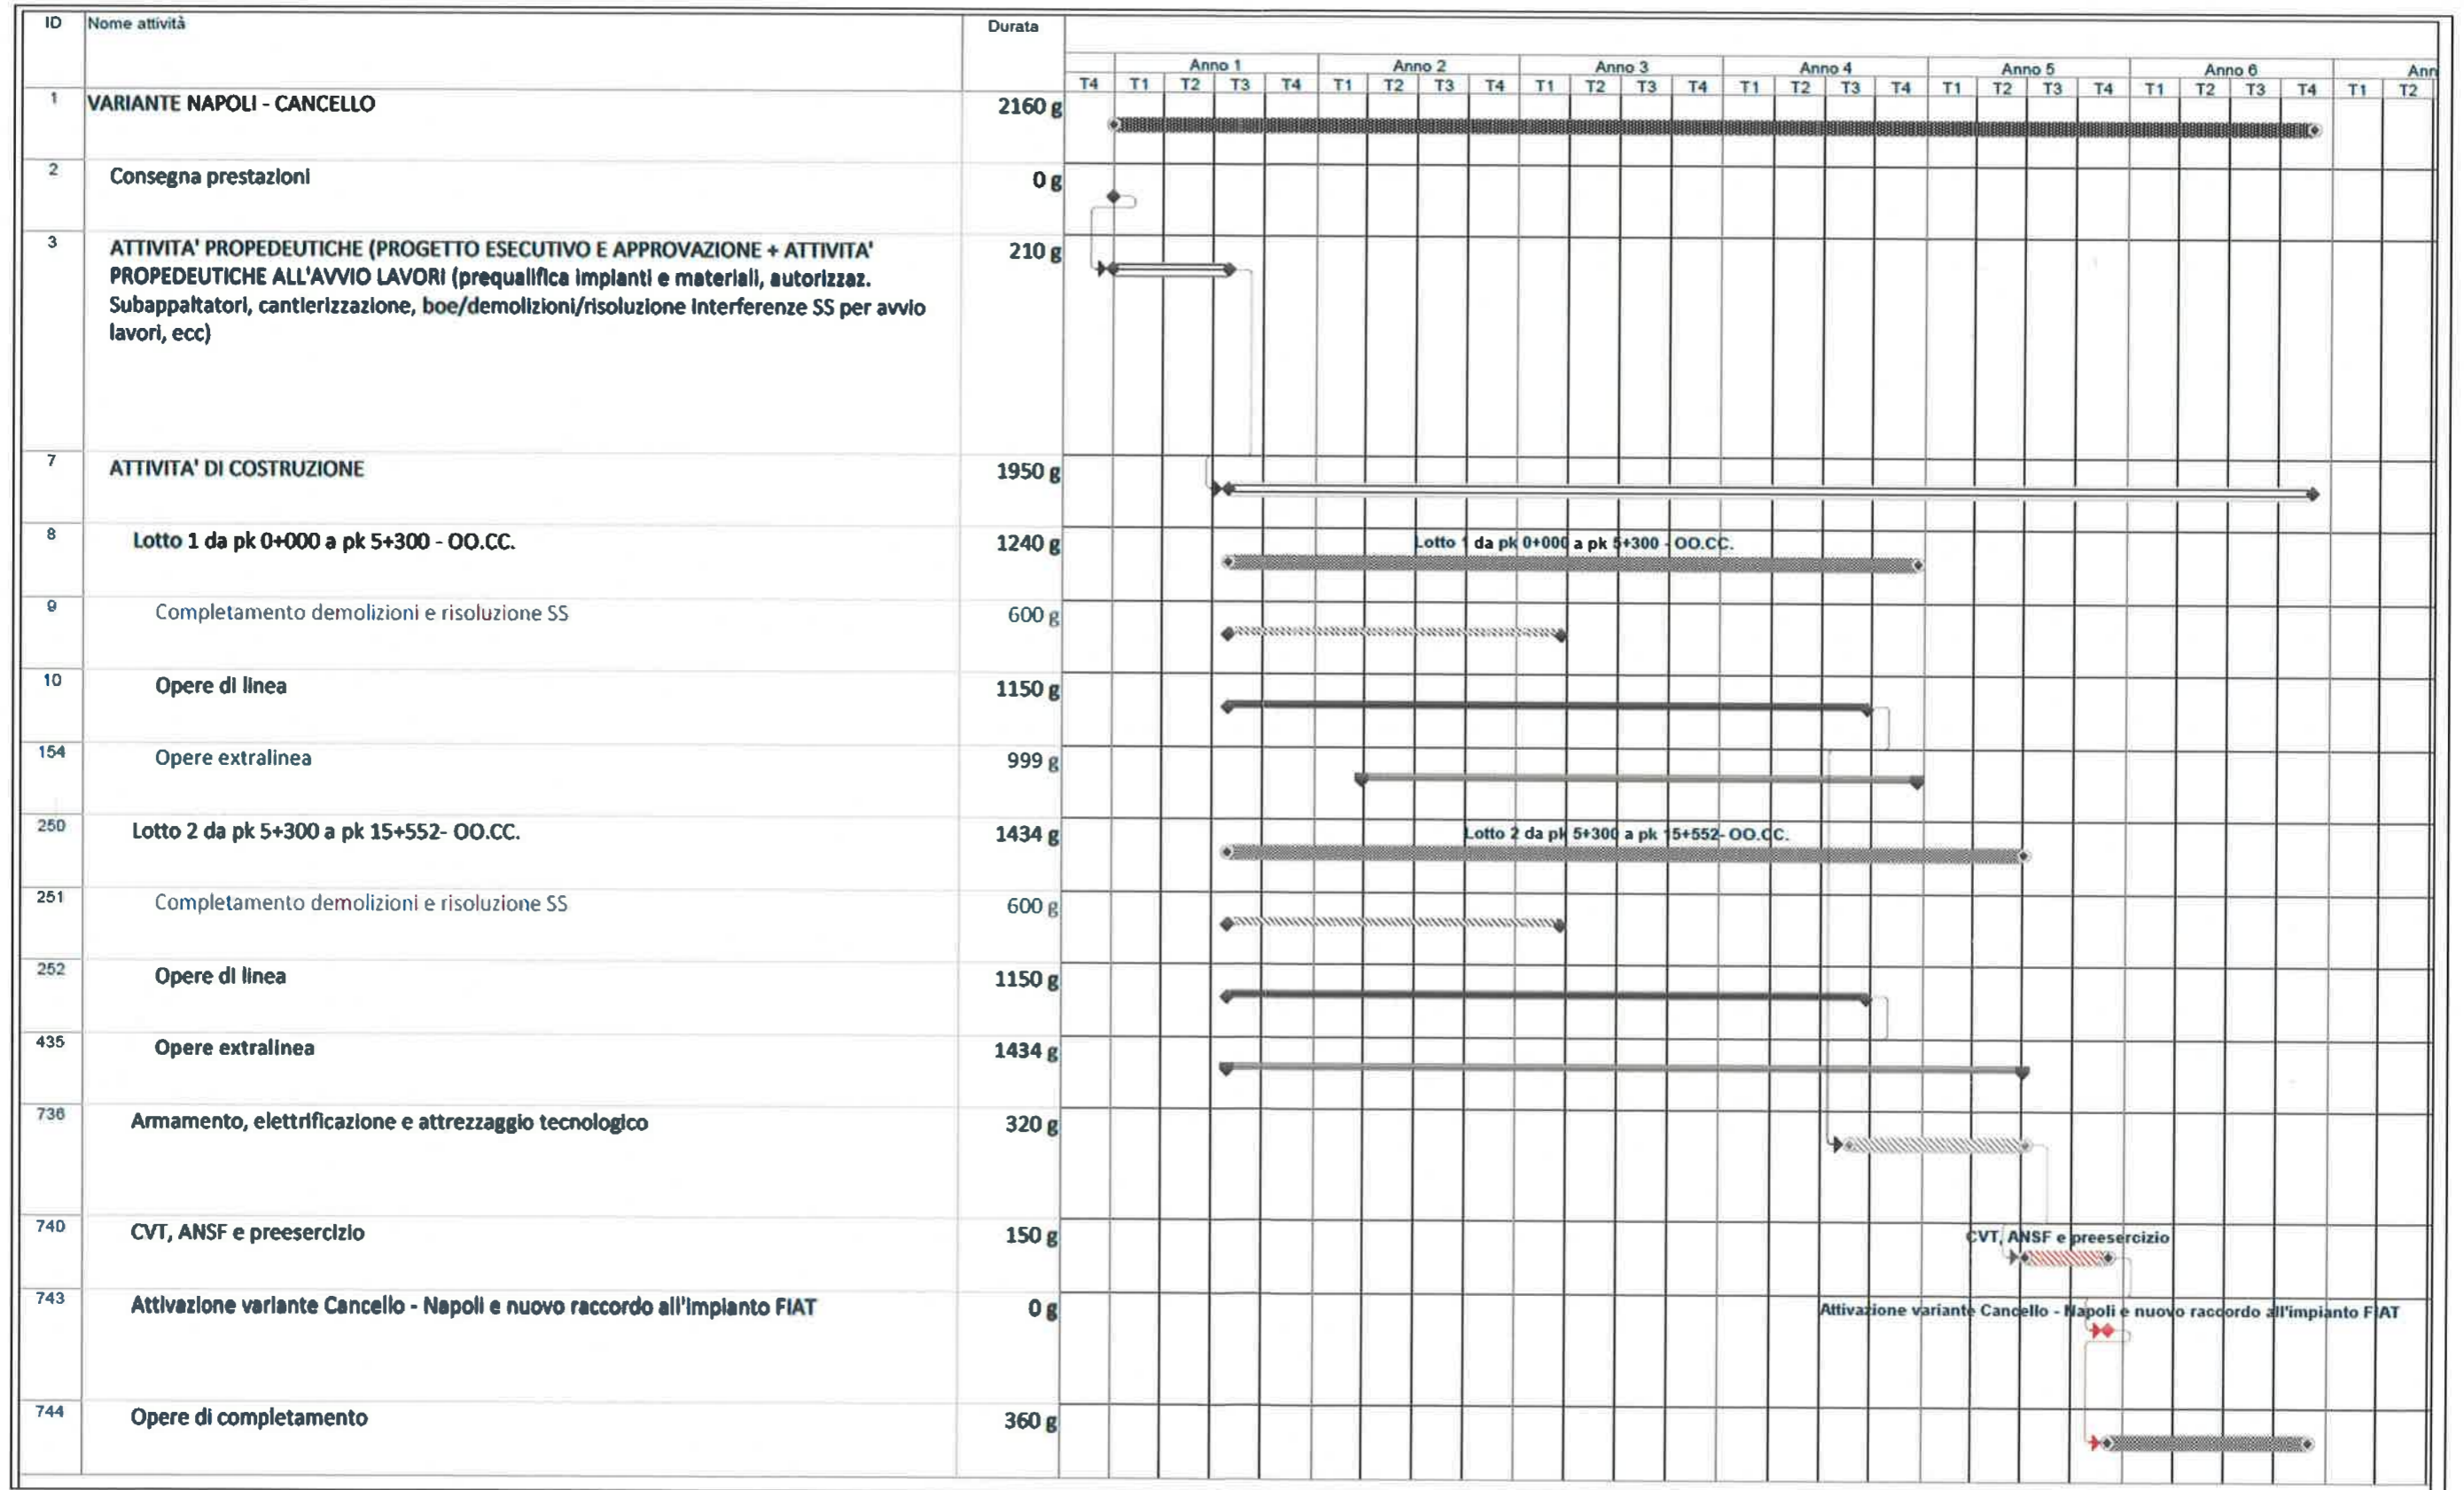 ID Nome attività Durata
Anno 1 Anno 2 Anno 3 Anno 4 Anno 5 Anno 6 Ann
T4 T1 T2 T3 T4 T1 T2 T3 T4 T1 T2 T3 T4 T1 T2 T3 T4 T1 T2 T3 T4 T1 T2 T3 T4 T1 T2
1 VARIANTE NAPOLI - CANCELLO 2160 g
2 Consegna prestazioni 0 g
3 ATTIVITA' PROPEDEUTICHE (PROGETTO ESECUTIVO E APPROVAZIONE + ATTIVITA' 210 g
PROPEDEUTICHE ALL'AVVIO LAVORI (prequalifica impianti e materiali, autorizzaz.
Subappaltatori, cantierizzazione, boe/demolizioni/risoluzione interferenze SS per avvio
lavori, ecc)
7 ATTIVITA' DI COSTRUZIONE 1950 g
8 Lotto 1 da pk 0+000 a pk 5+300 - OO.CC. 1240 g
Lotto 1 da pk 0+000 a pk 5+300 - OO.CC.
9 Completamento demolizioni e risoluzione SS 600 g
10 Opere di linea 1150 g
154 Opere extralinea 999 g
250 Lotto 2 da pk 5+300 a pk 15+552- OO.CC. 1434 g
Lotto 2 da pk 5+300 a pk 15+552- OO.CC.
251 Completamento demolizioni e risoluzione SS 600 g
252 Opere di linea 1150 g
435 Opere extralinea 1434 g
736 Armamento, elettrificazione e attrezzaggio tecnologico 320 g
740 CVT, ANSF e preesercizio 150 g
CVT, ANSF e preesercizio
743 Attivazione variante Cancello - Napoli e nuovo raccordo all'impianto FIAT 0 g
Attivazione variante Cancello - Napoli e nuovo raccordo all'impianto FIAT
744 Opere di completamento 360 g